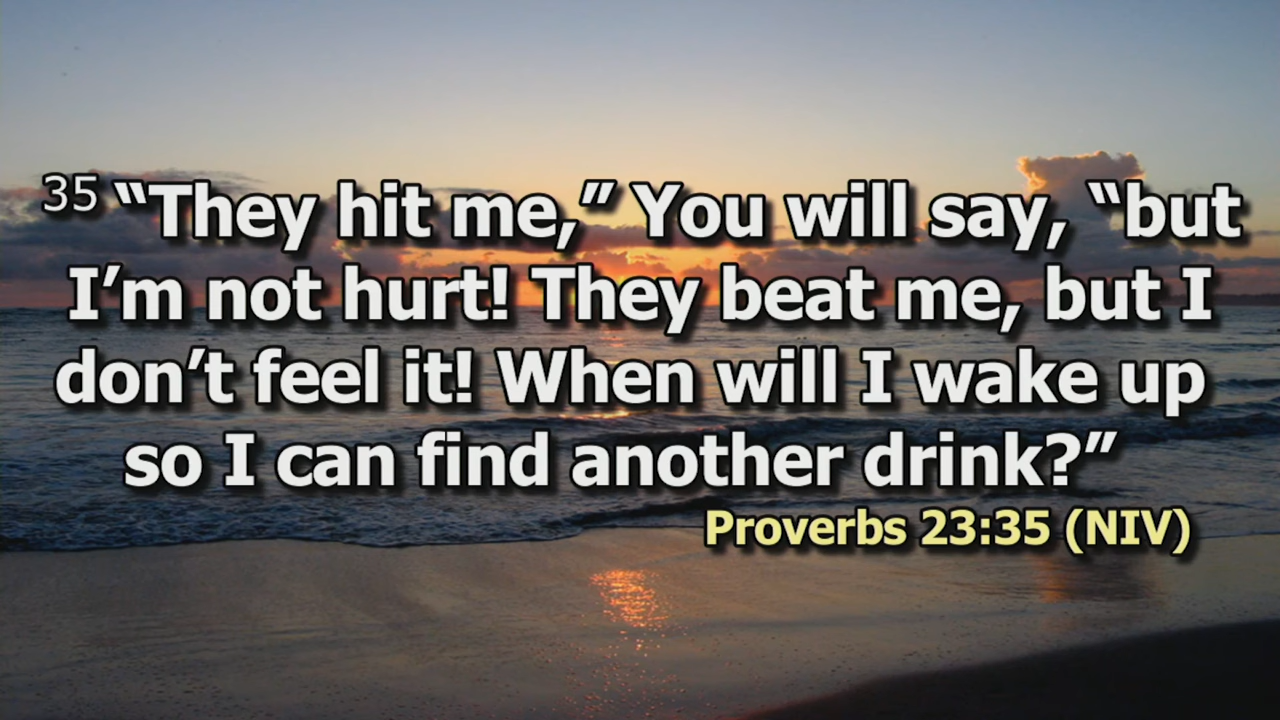 35 “They hit me,” You will say, “but
I’m not hurt! They beat me, but I
don’t feel it! When will I wake up
so I can find another drink?”
Proverbs 23:35 (NIV)